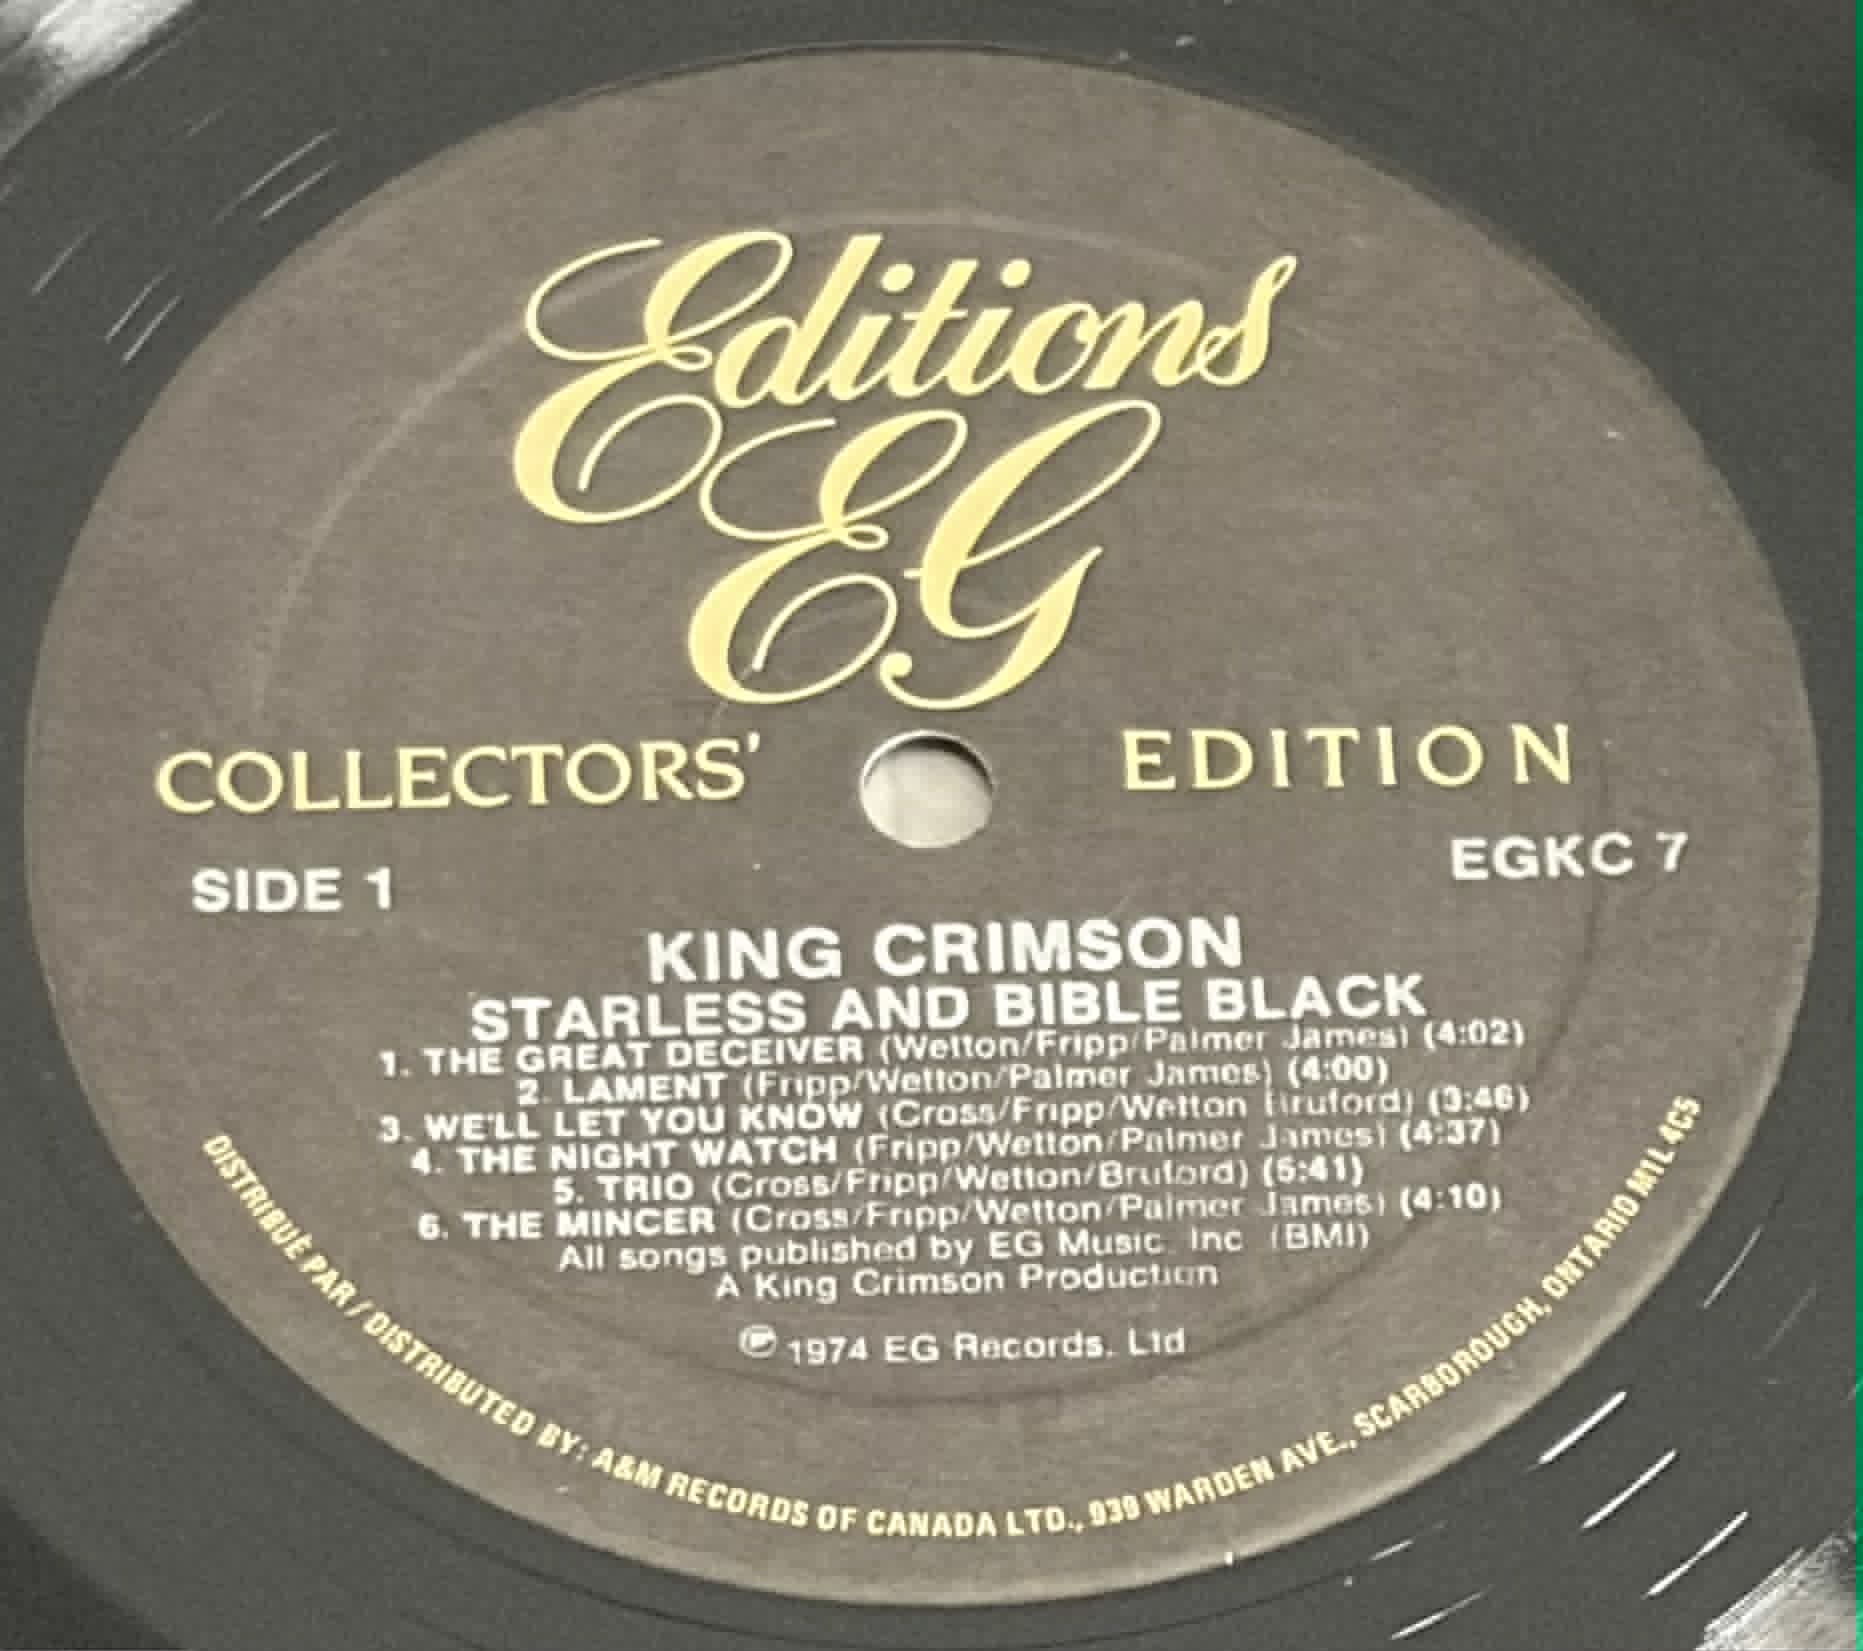 Editions
EG
COLLECTORS' EDITION
SIDE 1
EGKC 7
KING CRIMSON
STARLESS AND BIBLE BLACK
1. THE GREAT DECEIVER (Wetton/Fripp/Palmer James) (4:02)
2. LAMENT (Fripp/Wetton/Palmer James) (4:00)
3. WE'LL LET YOU KNOW (Cross/Fripp/Wetton Bruford) (3:46)
4. THE NIGHT WATCH (Fripp/Wetton/Palmer James) (4:37)
5. TRIO (Cross/Fripp/Wetton/Bruford) (5:41)
6. THE MINCER (Cross/Fripp/Wetton/Palmer James) (4:10)
All songs published by EG Music Inc (BMI)
A King Crimson Production
℗ 1974 EG Records. Ltd
DISTRIBUÉ PAR / DISTRIBUTED BY: A&M RECORDS OF CANADA LTD., 939 WARDEN AVE., SCARBOROUGH, ONTARIO M1L 4C5